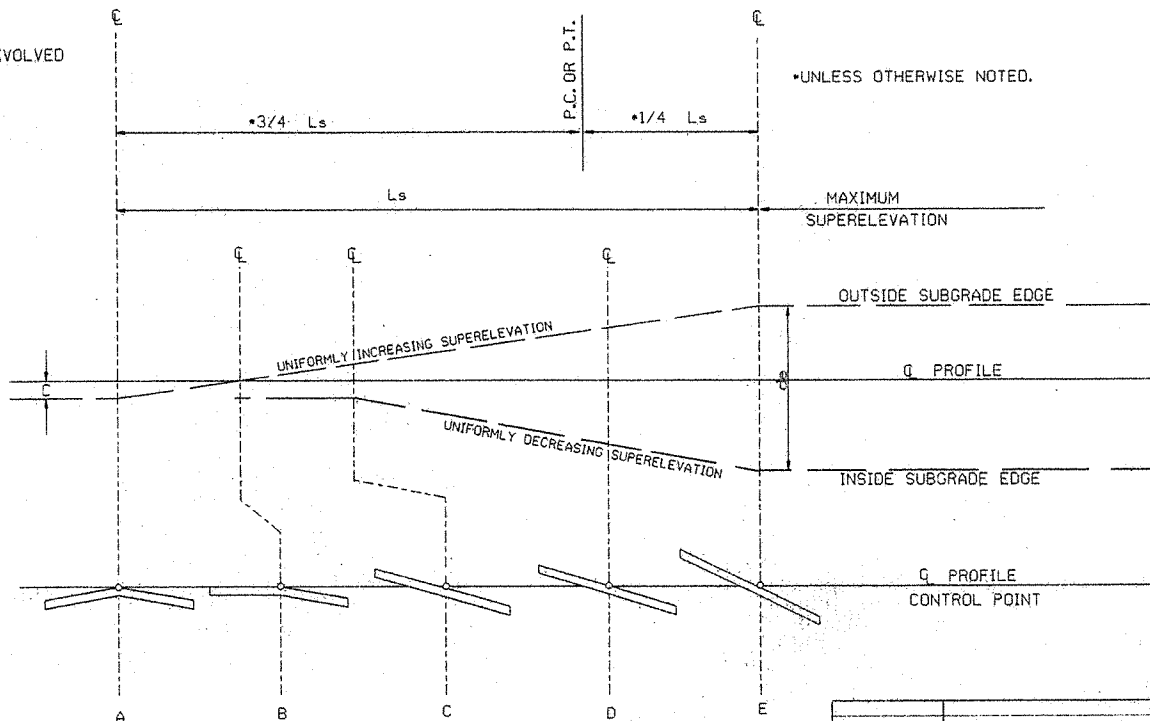 ℄
℄
VOLVED
P.C. OR P.T.
*UNLESS OTHERWISE NOTED.
*3/4 Ls
*1/4 Ls
Ls
MAXIMUM
SUPERELEVATION
℄
℄
℄
OUTSIDE SUBGRADE EDGE
UNIFORMLY INCREASING SUPERELEVATION
℄ PROFILE
C
UNIFORMLY DECREASING SUPERELEVATION
INSIDE SUBGRADE EDGE
℄ PROFILE
CONTROL POINT
A
B
C
D
E